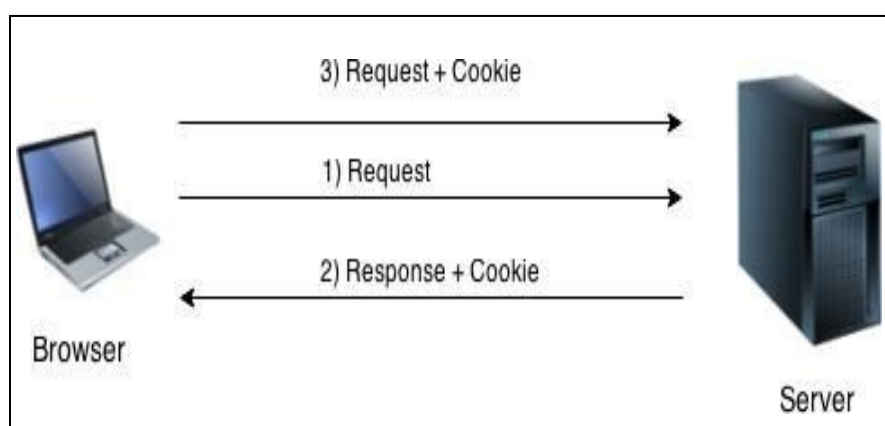 3) Request + Cookie
1) Request
2) Response + Cookie
Browser
Server